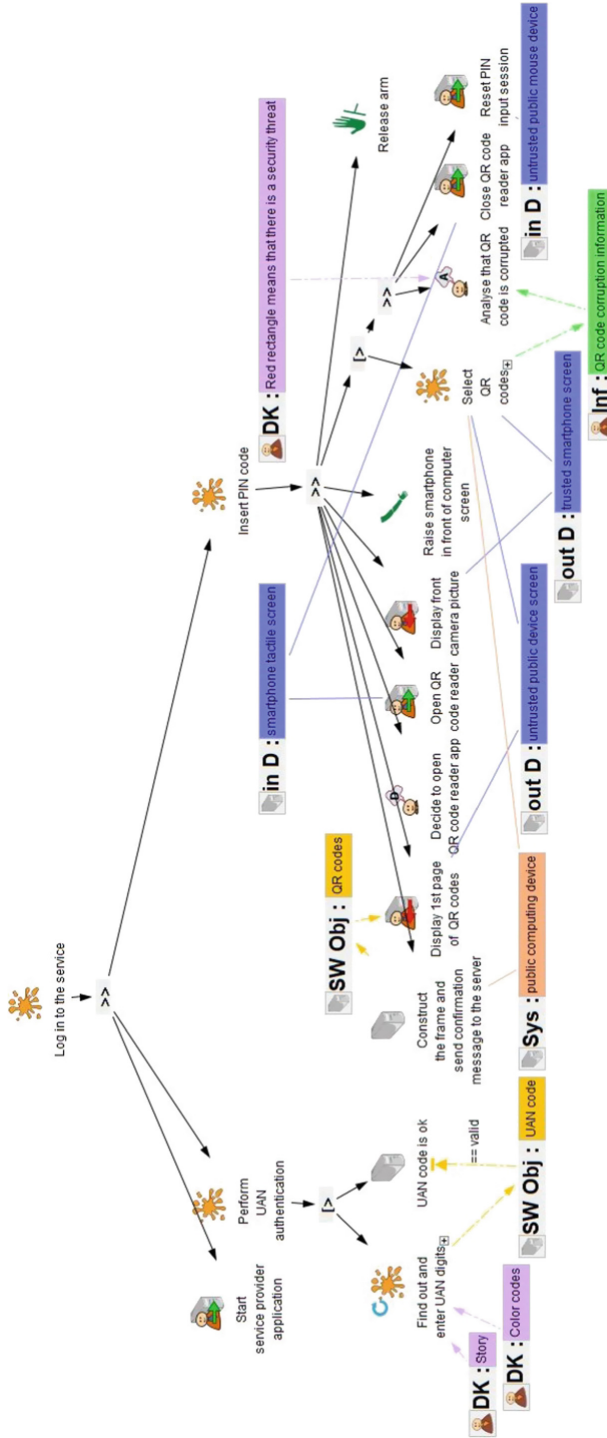 Log in to the service
>>
Start
service provider
application
Perform
UAN
authentication
Insert PIN code
[>
>>
Find out and
enter UAN digits
UAN code is ok
== valid
DK : Story
DK : Color codes
SW Obj : UAN code
SW Obj : QR codes
in D : smartphone tactile screen
DK : Red rectangle means that there is a security threat
Construct
the frame and
send confirmation
message to the server
Display 1st page
of QR codes
D
Decide to open
QR code reader app
Open QR
code reader
Display front
camera picture
Raise smartphone
in front of computer
screen
[>
>>
Release arm
Select
QR
codes
A
Analyse that QR
code is corrupted
Close QR code
reader app
Reset PIN
input session
Sys : public computing device
out D : untrusted public device screen
out D : trusted smartphone screen
Inf : QR code corruption information
in D : untrusted public mouse device